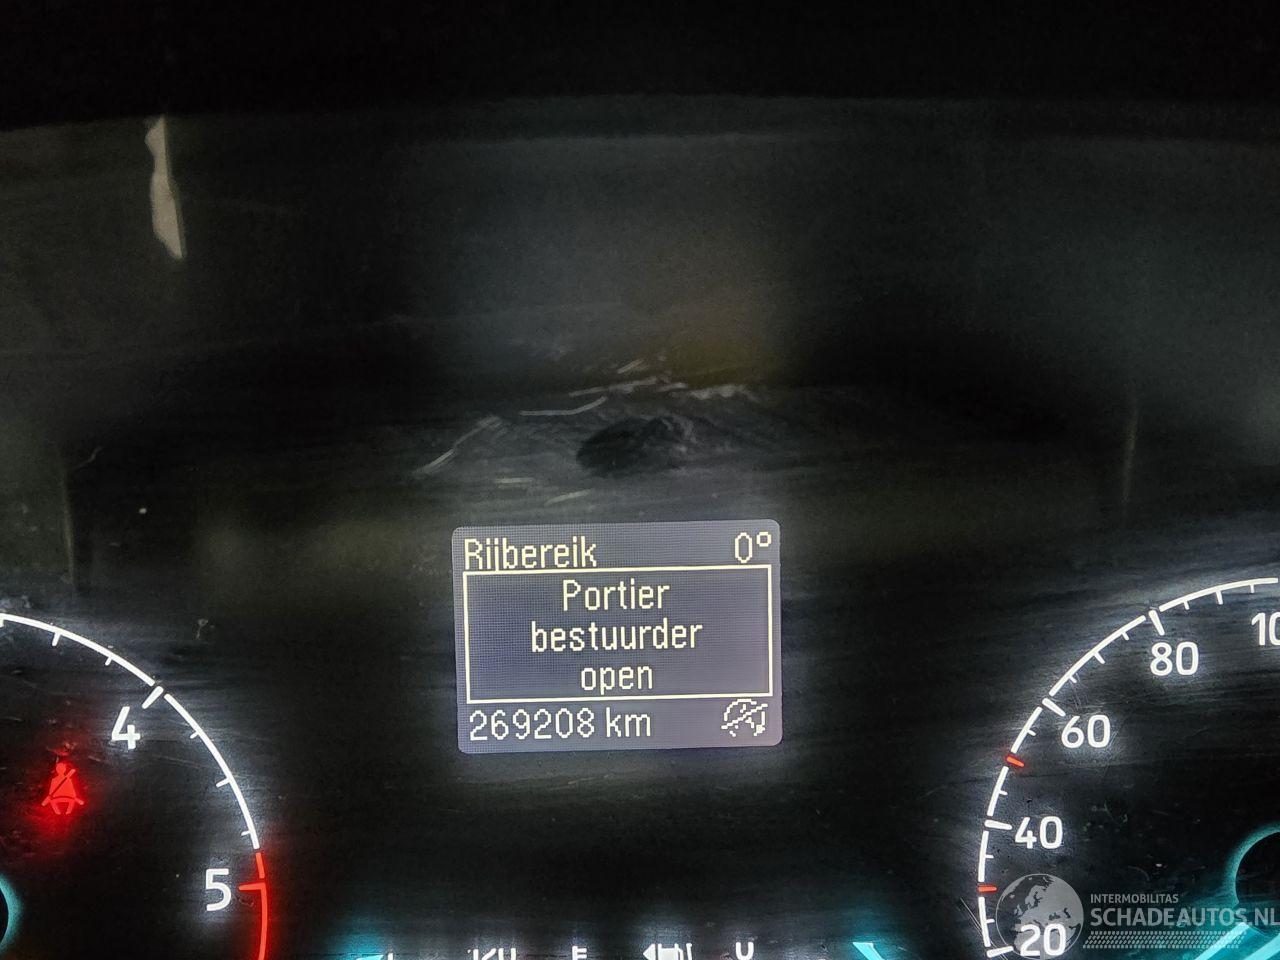 Rijbereik 0°
Portier
bestuurder
open
269208 km
4
5
20
40
60
80
INTERMOBILITAS
SCHADEAUTOS.NL